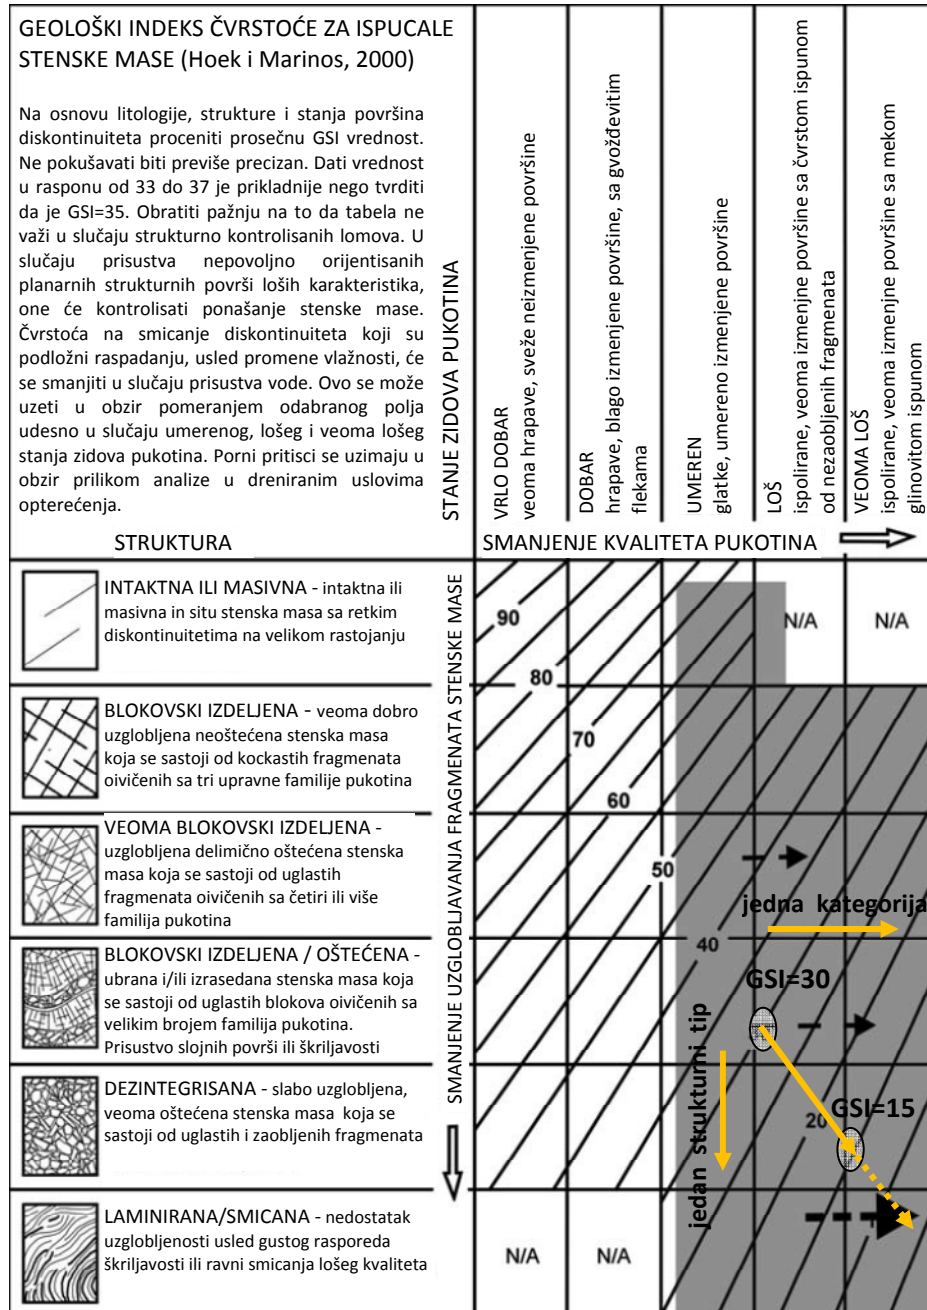 GEOLOŠKI INDEKS ČVRSTOĆE ZA ISPUCALE
STENSKE MASE (Hoek i Marinos, 2000)
Na osnovu litologije, strukture i stanja površina
diskontinuiteta proceniti prosečnu GSI vrednost.
Ne pokušavati biti previše precizan. Dati vrednost
u rasponu od 33 do 37 je prikladnije nego tvrditi
da je GSI=35. Obratiti pažnju na to da tabela ne
važi u slučaju strukturno kontrolisanih lomova. U
slučaju prisustva nepovoljno orijentisanih
planarnih strukturnih površi loših karakteristika,
one će kontrolisati ponašanje stenske mase.
Čvrstoća na smicanje diskontinuiteta koji su
podložni raspadanju, usled promene vlažnosti, će
se smanjiti u slučaju prisustva vode. Ovo se može
uzeti u obzir pomeranjem odabranog polja
udesno u slučaju umerenog, lošeg i veoma lošeg
stanja zidova pukotina. Porni pritisci se uzimaju u
obzir prilikom analize u dreniranim uslovima
opterećenja.
STANJE ZIDOVA PUKOTINA
VRLO DOBAR
veoma hrapave, sveže neizmenjene površine
DOBAR
hrapave, blago izmenjene površine, sa gvožđevitim
flekama
UMEREN
glatke, umereno izmenjene površine
LOŠ
ispolirane, veoma izmenjne površine sa čvrstom ispunom
od nezaobljenih fragmenata
VEOMA LOŠ
ispolirane, veoma izmenjne površine sa mekom
glinovitom ispunom
STRUKTURA
SMANJENJE KVALITETA PUKOTINA
SMANJENJE UZGLOBLJAVANJA FRAGMENATA STENSKE MASE
INTAKTNA ILI MASIVNA - intaktna ili
masivna in situ stenska masa sa retkim
diskontinuitetima na velikom rastojanju
90
N/A
N/A
80
BLOKOVSKI IZDELJENA - veoma dobro
uzglobljena neoštećena stenska masa
koja se sastoji od kockastih fragmenata
oivičenih sa tri upravne familije pukotina
70
60
VEOMA BLOKOVSKI IZDELJENA -
uzglobljena delimično oštećena stenska
masa koja se sastoji od uglastih
fragmenata oivičenih sa četiri ili više
familija pukotina
50
jedna kategorija
40
BLOKOVSKI IZDELJENA / OŠTEĆENA -
ubrana i/ili izrasedana stenska masa koja
se sastoji od uglastih blokova oivičenih sa
velikim brojem familija pukotina.
Prisustvo slojnih površi ili škriljavosti
GSI=30
jedan strukturni tip
DEZINTEGRISANA - slabo uzglobljena,
veoma oštećena stenska masa koja se
sastoji od uglastih i zaobljenih fragmenata
GSI=15
20
LAMINIRANA/SMICANA - nedostatak
uzglobljenosti usled gustog rasporeda
škriljavosti ili ravni smicanja lošeg kvaliteta
N/A
N/A